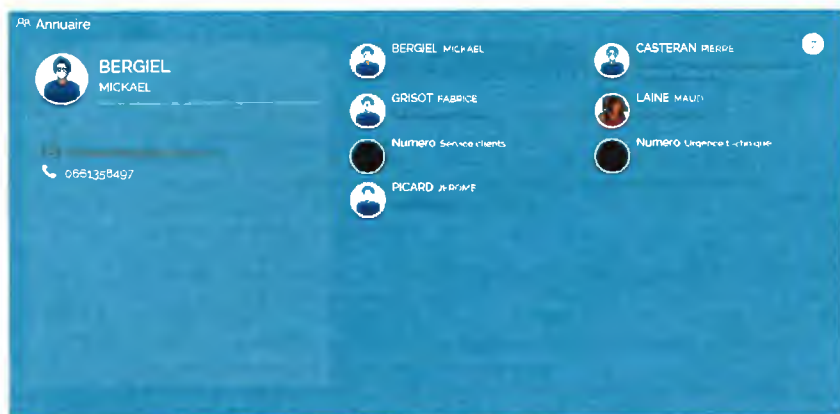 Annuaire
BERGIEL
MICKAEL
0661358497
BERGIEL MICKAEL
GRISOT FABRICE
Numero Service clients
PICARD JEROME
CASTERAN PIERRE
LAINE MAUD
Numero Urgence technique